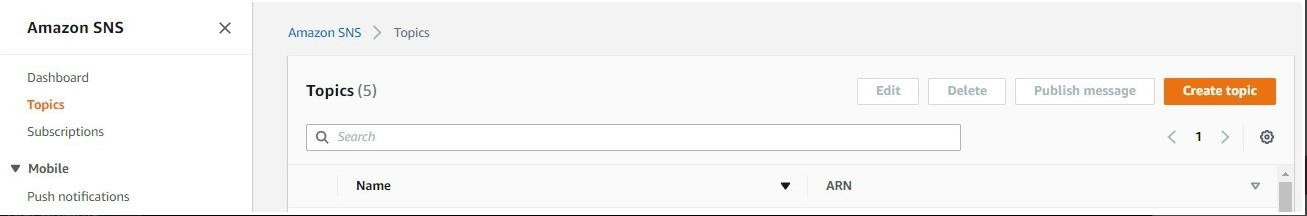 Amazon SNS
Dashboard
Topics
Subscriptions
Mobile
Push notifications
Amazon SNS > Topics
Topics (5)
Edit Delete Publish message Create topic
Search
1
Name ARN